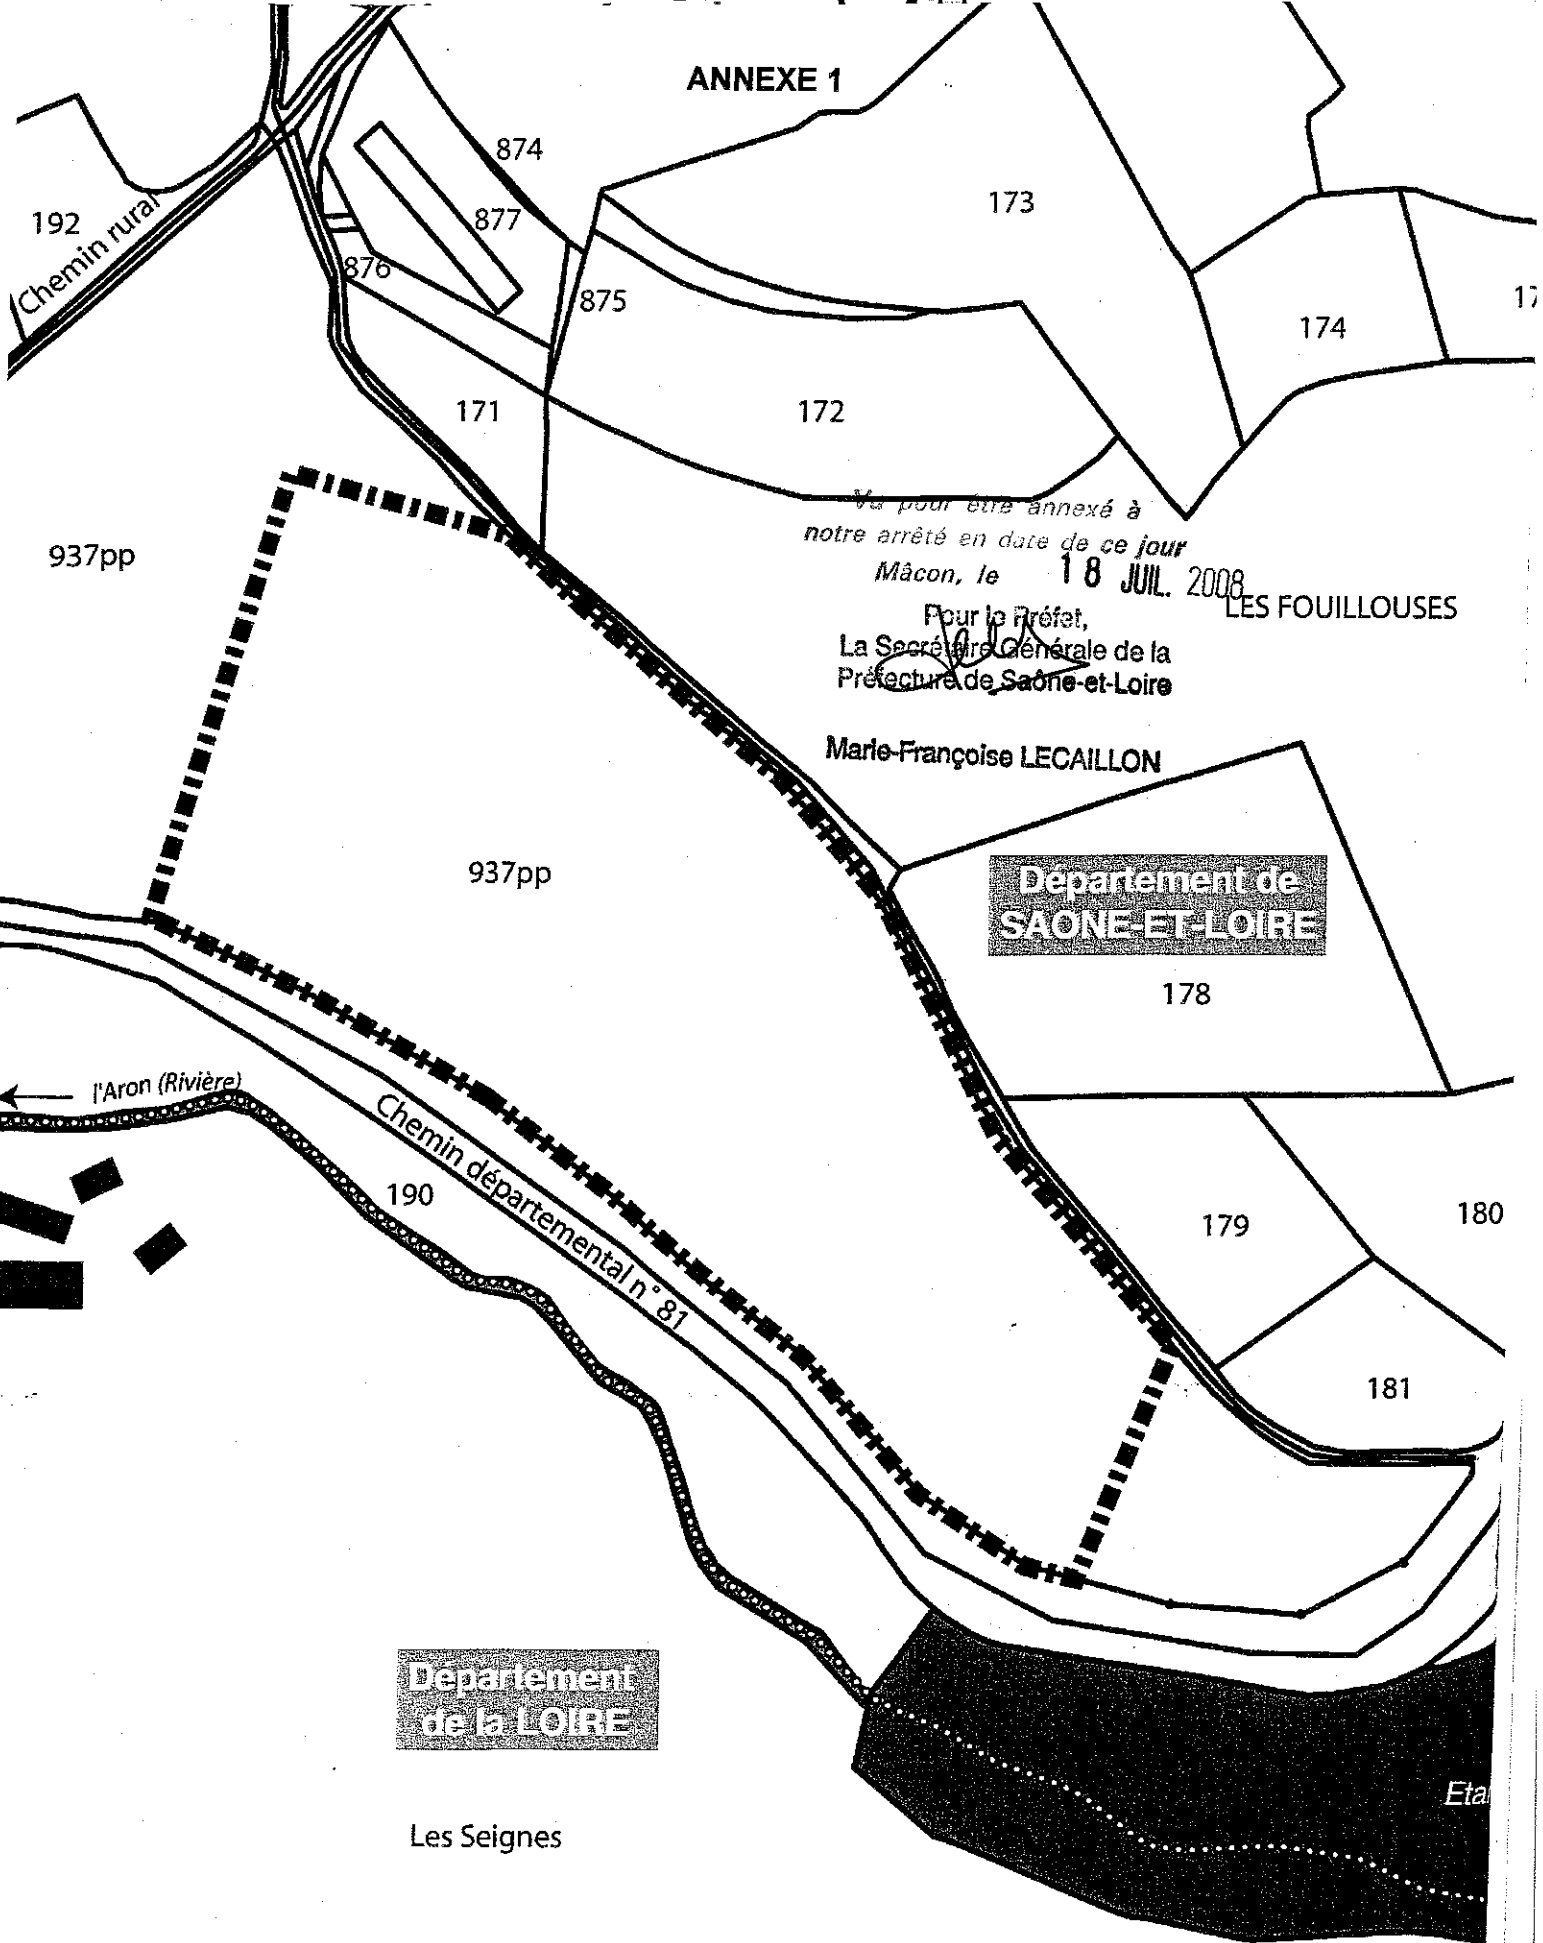 ANNEXE 1
874
173
192
Chemin rural
877
876
875
174
171
172
Vu pour être annexé à
notre arrêté en date de ce jour
937pp
Mâcon, le 18 JUIL. 2008
LES FOUILLOUSES
Pour le Préfet,
La Secrétaire Générale de la
Préfecture de Saône-et-Loire
Marie-Françoise LECAILLON
937pp
Département de
SAONE-ET-LOIRE
178
l'Aron (Rivière)
Chemin départemental n° 81
190
179
180
181
Département
de la LOIRE
Les Seignes